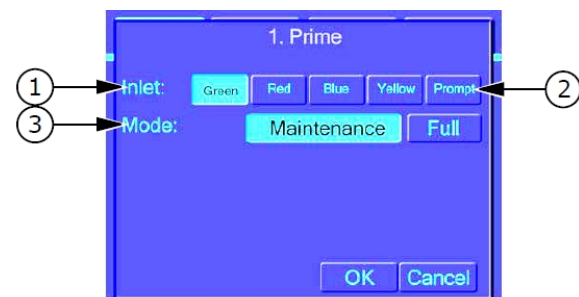 1. Prime
1 Inlet: Green Red Blue Yellow Prompt 2
3 Mode: Maintenance Full
OK Cancel